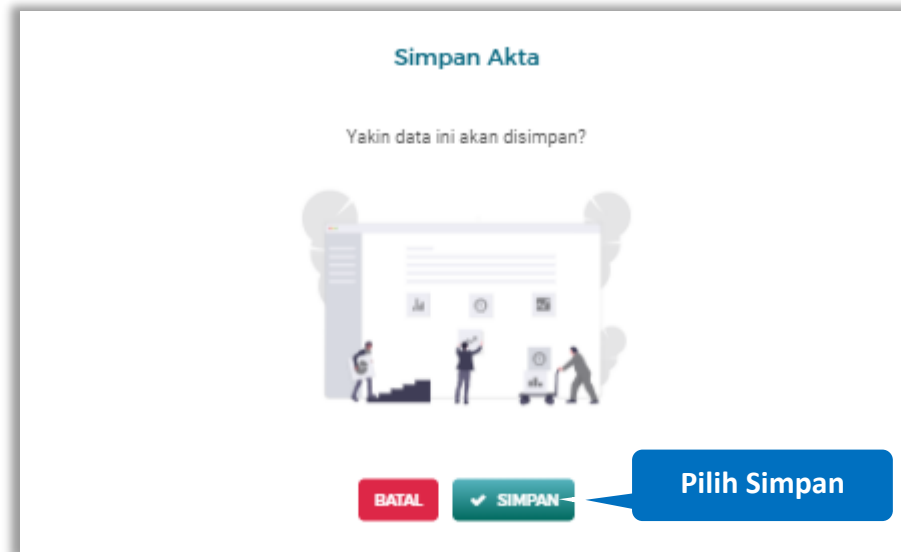 Simpan Akta
Yakin data ini akan disimpan?
BATAL
SIMPAN
Pilih Simpan